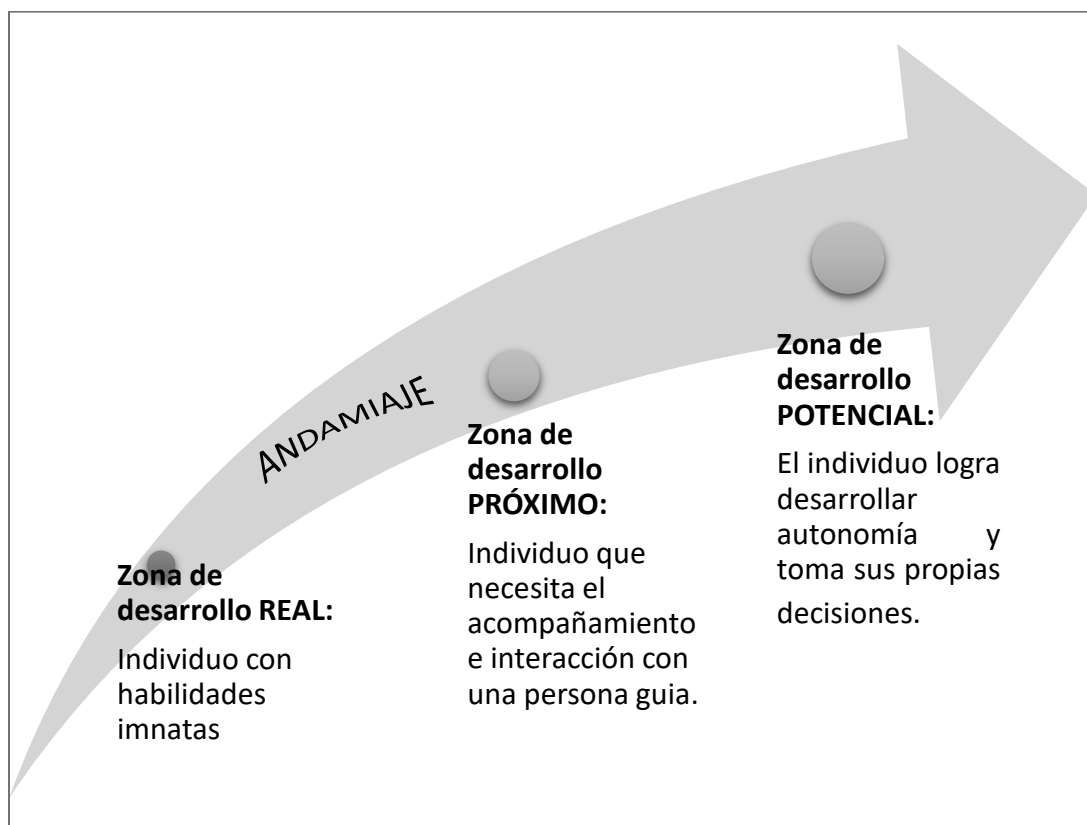 ANDAMIAJE
Zona de
desarrollo REAL:
Individuo con
habilidades
imnatas
Zona de
desarrollo
PRÓXIMO:
Individuo que
necesita el
acompañamiento
e interacción con
una persona guia.
Zona de
desarrollo
POTENCIAL:
El individuo logra
desarrollar
autonomía y
toma sus propias
decisiones.